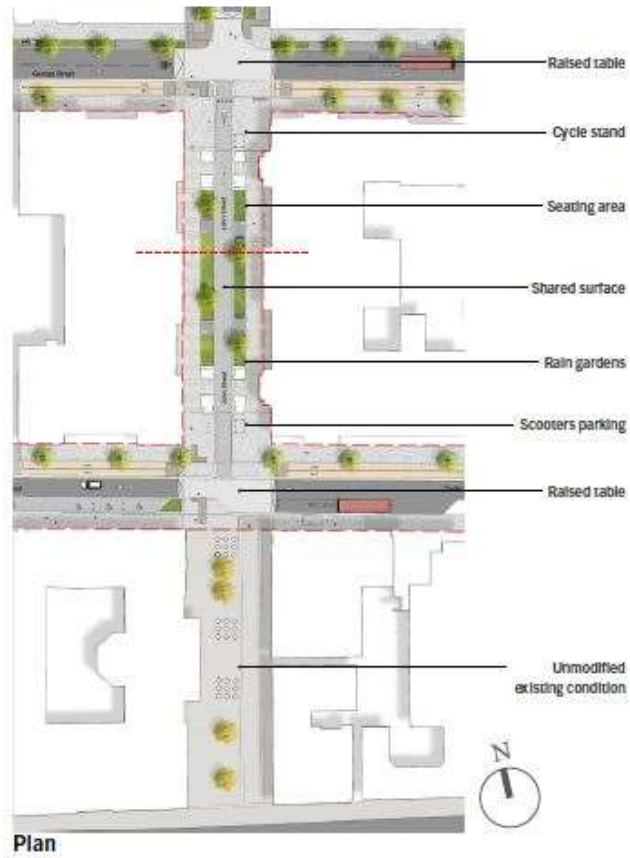 Raised table
Cycle stand
Seating area
Shared surface
Rain gardens
Scooters parking
Raised table
Unmodified
existing condition
N
Plan